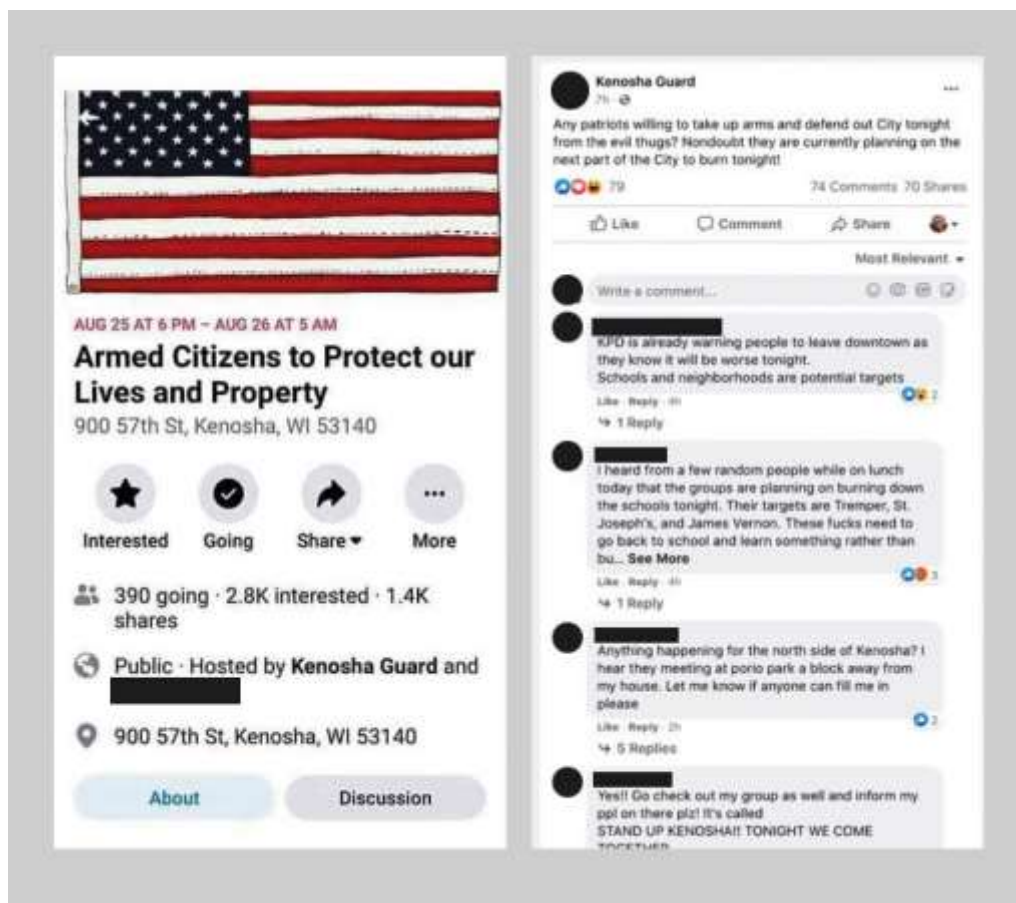 AUG 25 AT 6 PM – AUG 26 AT 5 AM
Armed Citizens to Protect our
Lives and Property
900 57th St, Kenosha, WI 53140
Interested
Going
Share
More
390 going · 2.8K interested · 1.4K
shares
Public · Hosted by Kenosha Guard and
900 57th St, Kenosha, WI 53140
About
Discussion
Kenosha Guard
7h ·
Any patriots willing to take up arms and defend out City tonight
from the evil thugs? Nondoubt they are currently planning on the
next part of the City to burn tonight!
79
74 Comments 70 Shares
Like
Comment
Share
Most Relevant
Write a comment...
KPD is already warning people to leave downtown as
they know it will be worse tonight.
Schools and neighborhoods are potential targets
2
Like · Reply ·
1 Reply
I heard from a few random people while on lunch
today that the groups are planning on burning down
the schools tonight. Their targets are Tremper, St.
Joseph's, and James Vernon. These fucks need to
go back to school and learn something rather than
bu... See More
3
Like · Reply ·
1 Reply
Anything happening for the north side of Kenosha? I
hear they meeting at porio park a block away from
my house. Let me know if anyone can fill me in
please
2
Like · Reply · 2h
5 Replies
Yes!! Go check out my group as well and inform my
ppl on there plz! It's called
STAND UP KENOSHA!! TONIGHT WE COME
TOGETHER